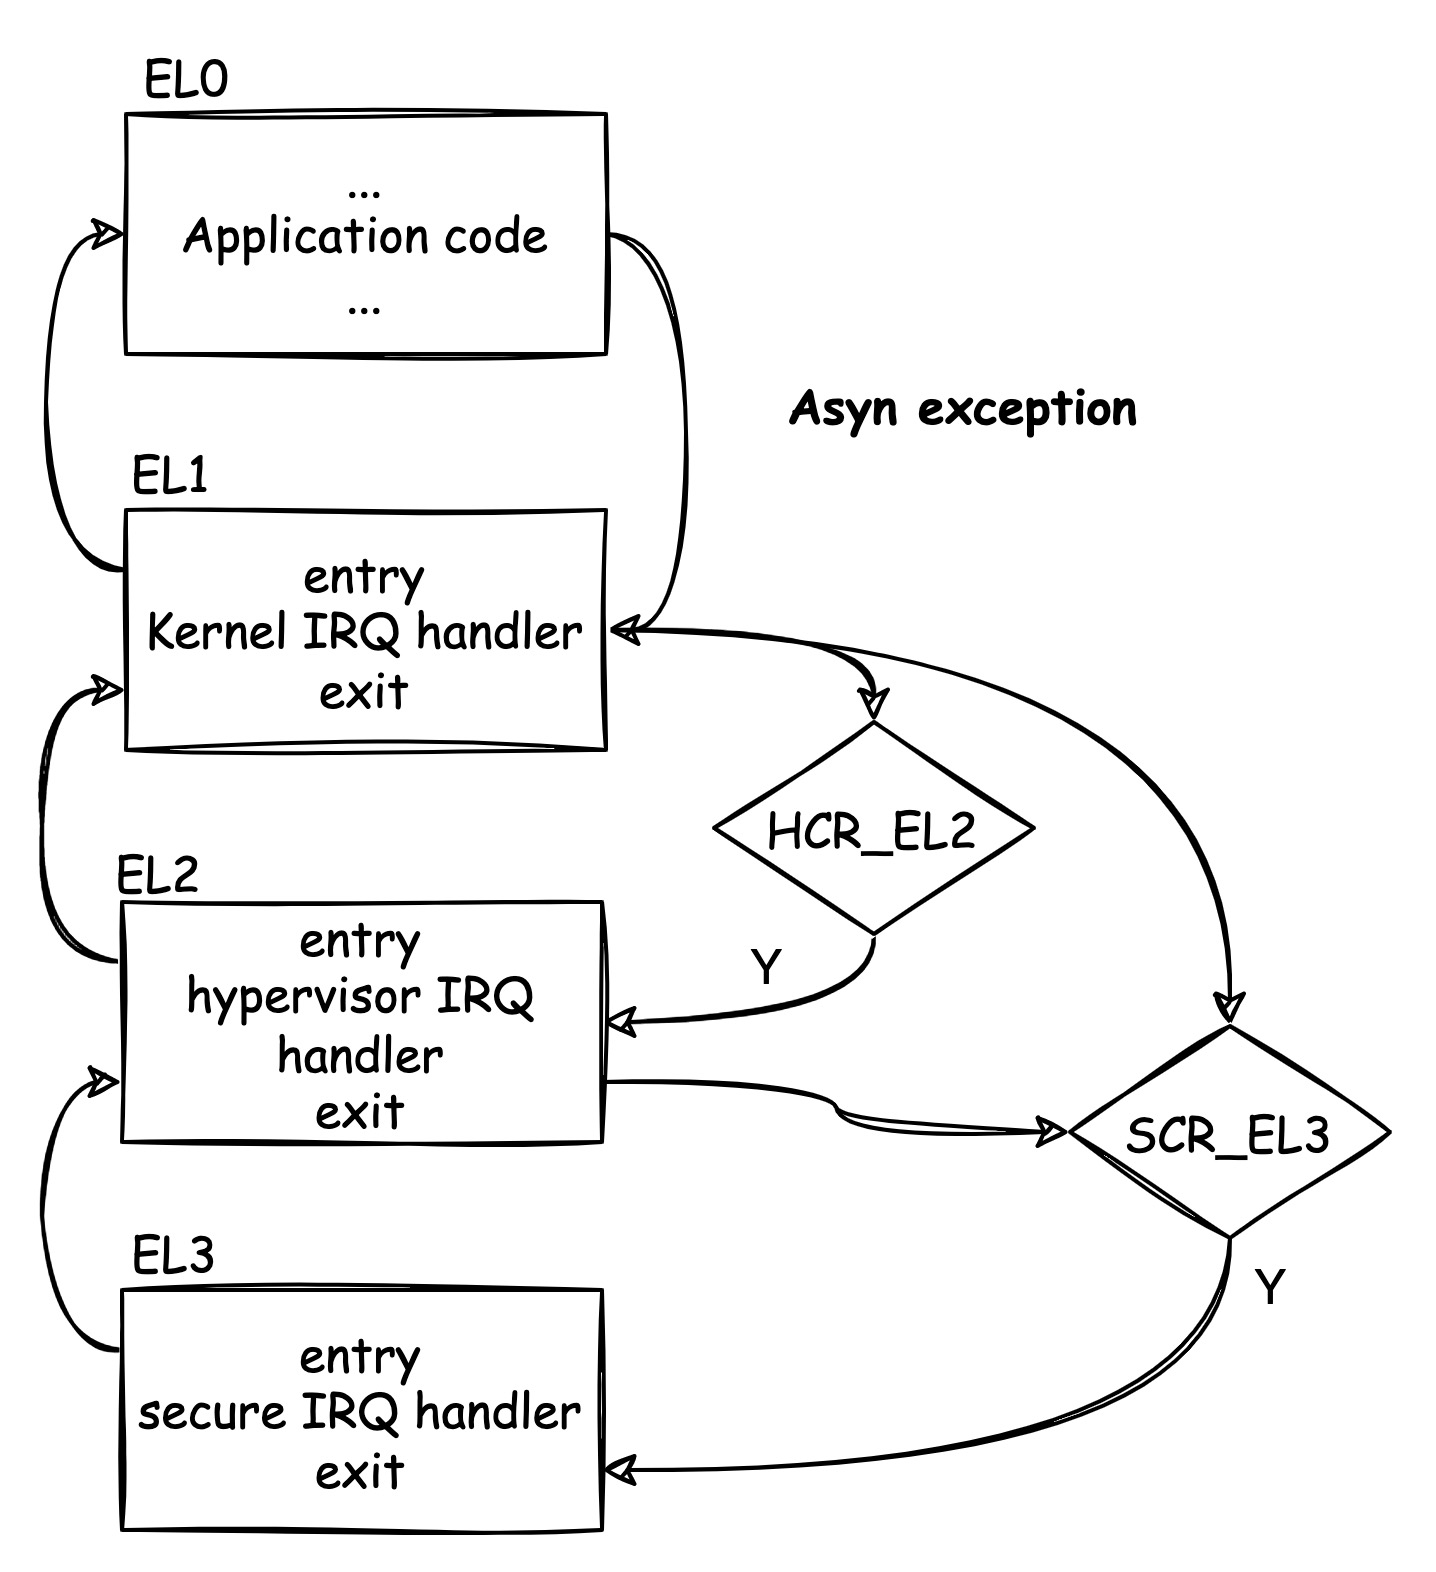 EL0
...
Application code
...
Asyn exception
EL1
entry
Kernel IRQ handler
exit
HCR_EL2
EL2
entry
hypervisor IRQ
handler
exit
Y
SCR_EL3
EL3
Y
entry
secure IRQ handler
exit